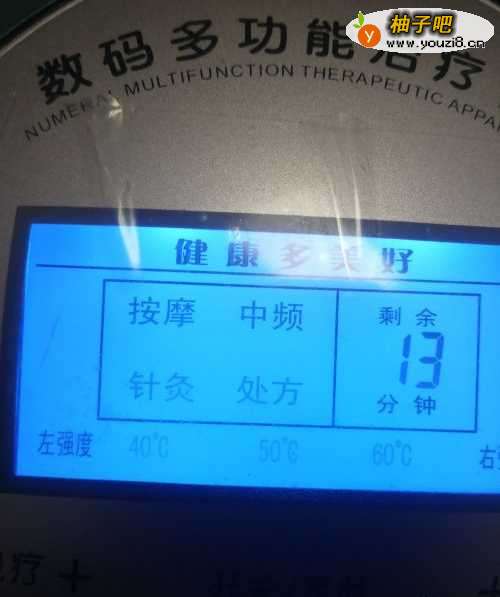 柚子吧
www.youzi8.cn
数码多功能治疗
NUMERAL MULTIFUNCTION THERAPEUTIC APPA
健康多美好
按摩 中频
针灸 处方
剩余
13
分钟
左强度 40℃ 50℃ 60℃ 右
疗 +